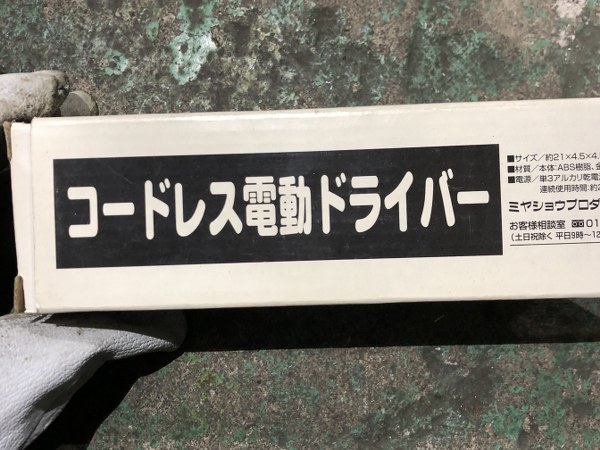 コードレス電動ドライバー
■サイズ/約21×4.5×4.
■材質/本体:ABS樹脂、
■電源/単3アルカリ乾電
連続使用時間:約
ミヤショウプロダ
お客様相談室 01
(土日祝除く 平日9時~12